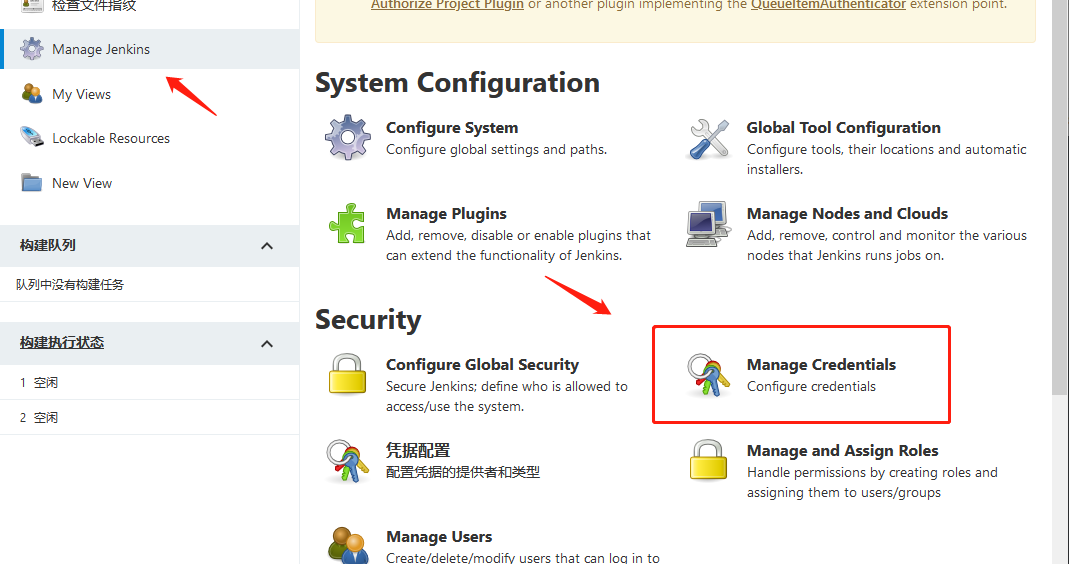 检查文件指纹
Manage Jenkins
My Views
Lockable Resources
New View
构建队列
队列中没有构建任务
构建执行状态
1 空闲
2 空闲
Authorize Project Plugin or another plugin implementing the QueueItemAuthenticator extension point.
System Configuration
Configure System
Configure global settings and paths.
Global Tool Configuration
Configure tools, their locations and automatic
installers.
Manage Plugins
Add, remove, disable or enable plugins that
can extend the functionality of Jenkins.
Manage Nodes and Clouds
Add, remove, control and monitor the various
nodes that Jenkins runs jobs on.
Security
Configure Global Security
Secure Jenkins; define who is allowed to
access/use the system.
Manage Credentials
Configure credentials
凭据配置
配置凭据的提供者和类型
Manage and Assign Roles
Handle permissions by creating roles and
assigning them to users/groups
Manage Users
Create/delete/modify users that can log in to